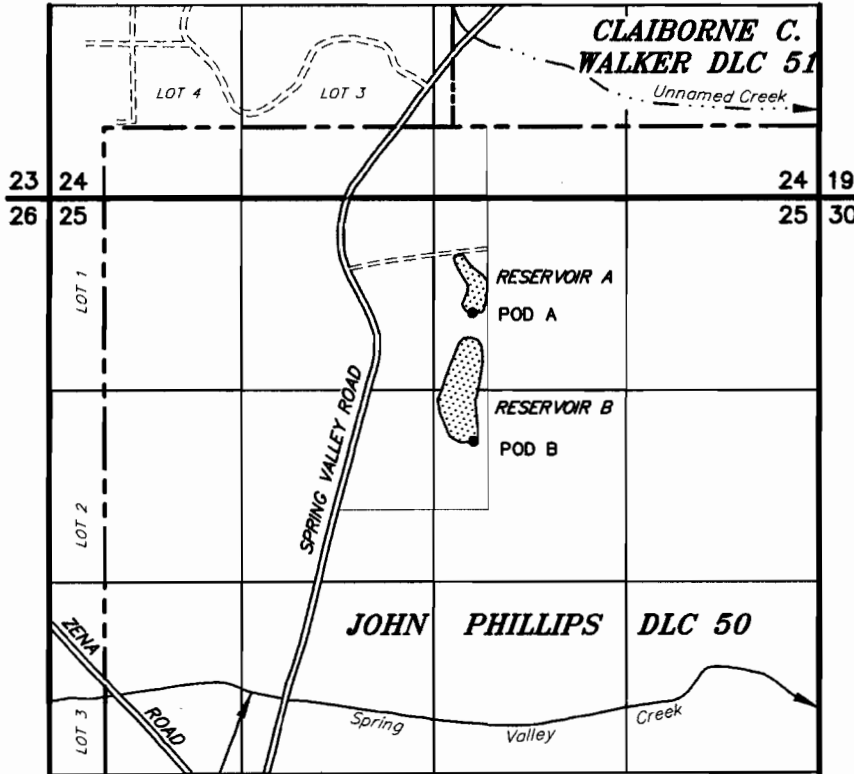 CLAIBORNE C.
WALKER DLC 51
LOT 4
LOT 3
Unnamed Creek
23 24
24 19
26 25
25 30
LOT 1
RESERVOIR A
POD A
SPRING VALLEY ROAD
RESERVOIR B
POD B
LOT 2
JOHN PHILLIPS DLC 50
ZENA ROAD
LOT 3
Spring Valley Creek